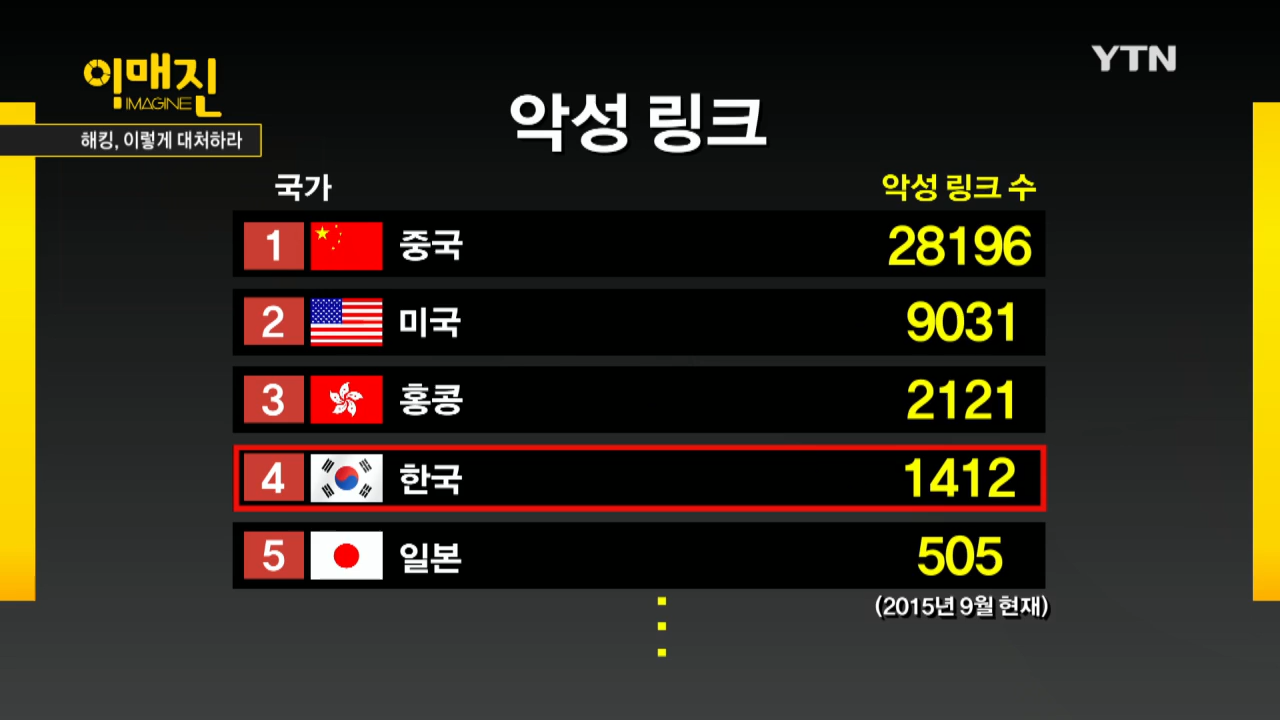 이매진
IMAGINE
YTN
해킹, 이렇게 대처하라
악성 링크
국가 악성 링크 수
1 중국 28196
2 미국 9031
3 홍콩 2121
4 한국 1412
5 일본 505
(2015년 9월 현재)